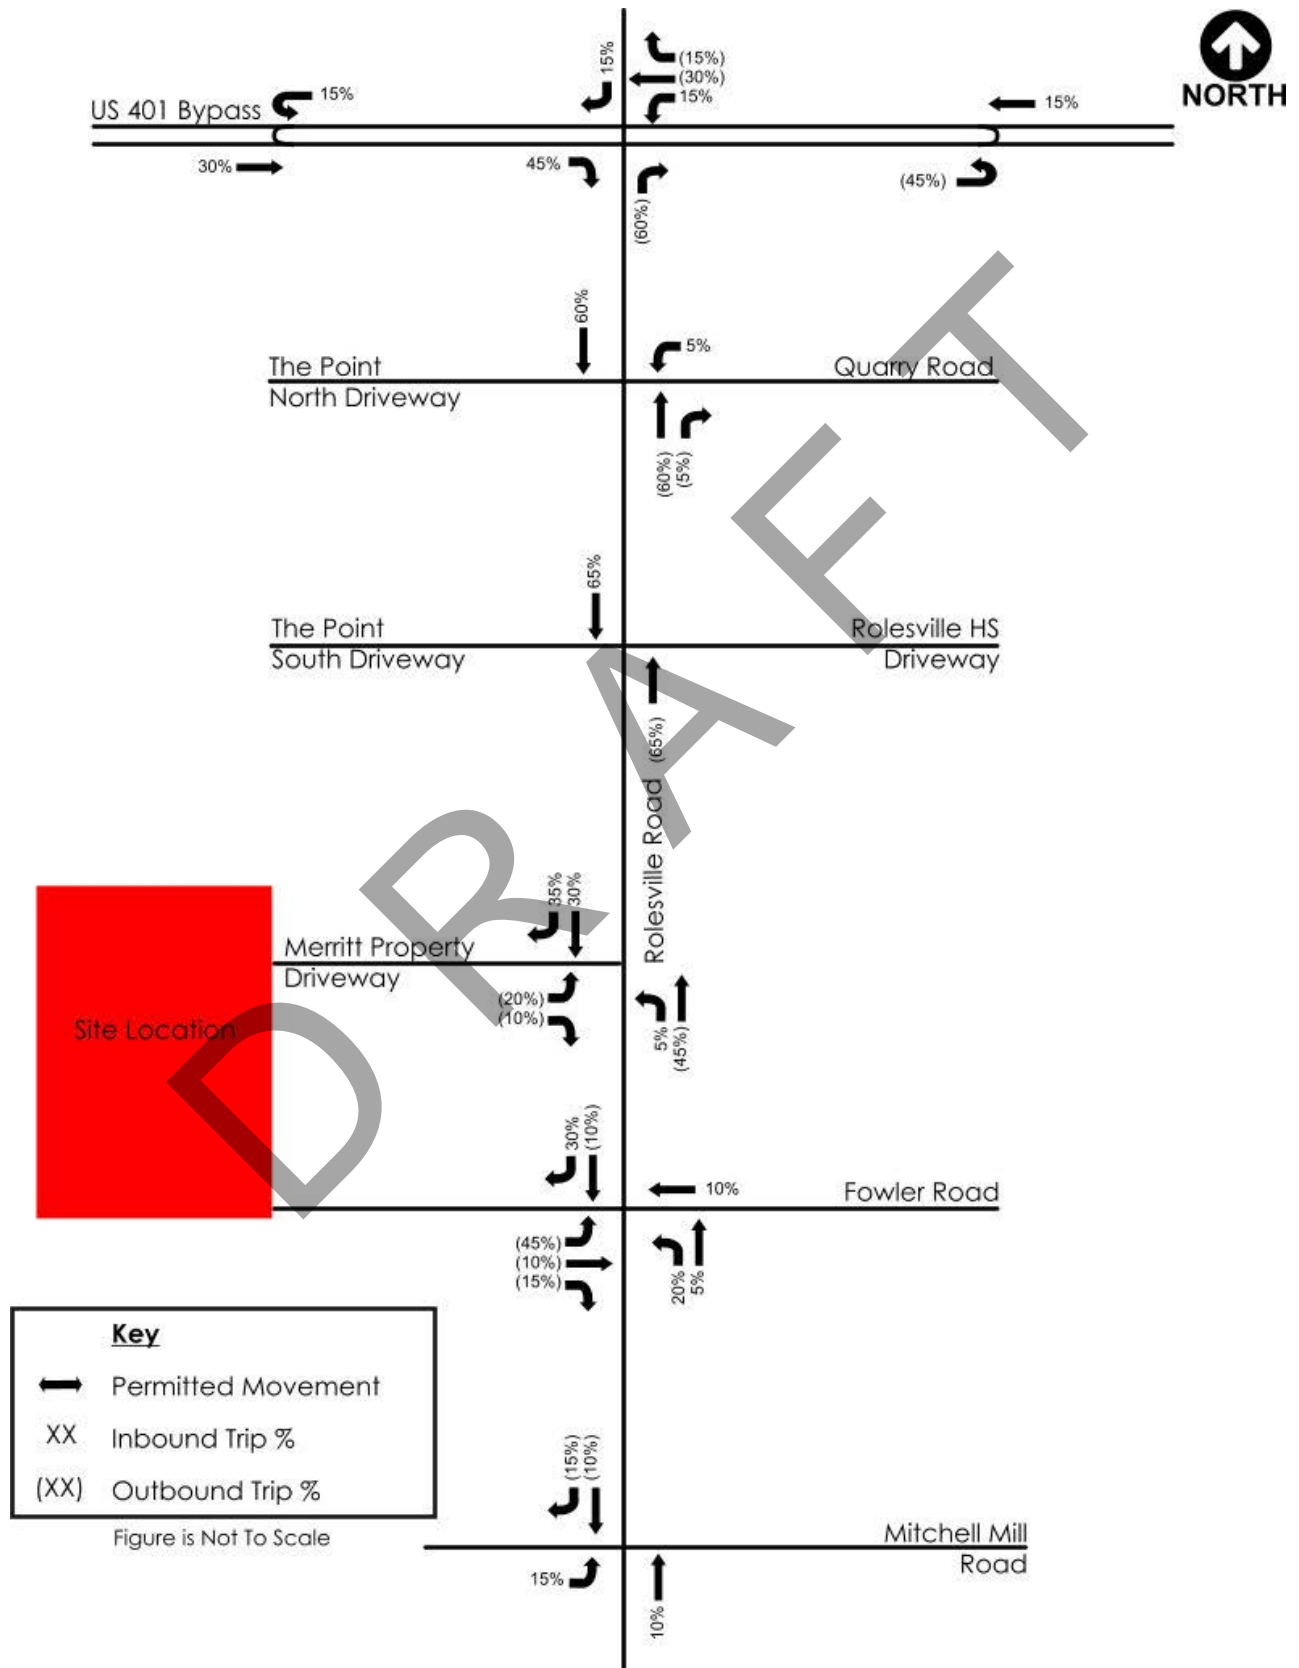 15%
(15%)
(30%)
15%
NORTH
US 401 Bypass
15%
15%
30%
45%
(60%)
(45%)
60%
5%
The Point
North Driveway
Quarry Road
(60%)
(5%)
65%
The Point
South Driveway
Rolesville HS
Driveway
(65%)
Rolesville Road
35%
30%
Merritt Property
Driveway
(20%)
(10%)
5%
(45%)
Site Location
30%
(10%)
10%
Fowler Road
(45%)
(10%)
(15%)
20%
5%
Key
Permitted Movement
XX Inbound Trip %
(XX) Outbound Trip %
Figure is Not To Scale
(15%)
(10%)
Mitchell Mill
Road
15%
10%
DRAFT